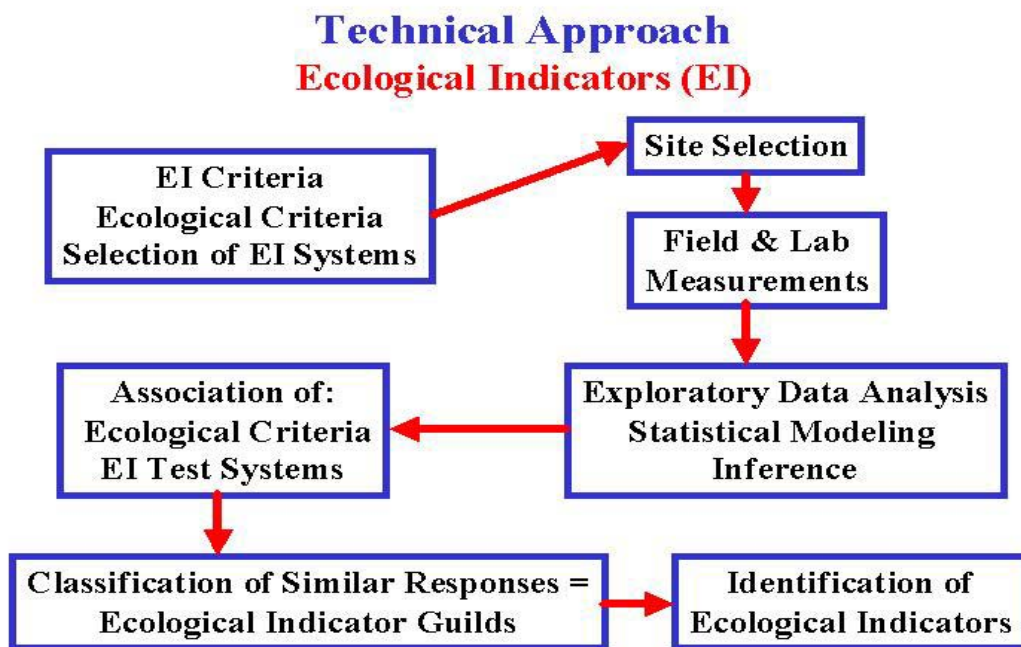 Technical Approach
Ecological Indicators (EI)
EI Criteria
Ecological Criteria
Selection of EI Systems
Site Selection
Field & Lab
Measurements
Exploratory Data Analysis
Statistical Modeling
Inference
Association of:
Ecological Criteria
EI Test Systems
Classification of Similar Responses =
Ecological Indicator Guilds
Identification of
Ecological Indicators